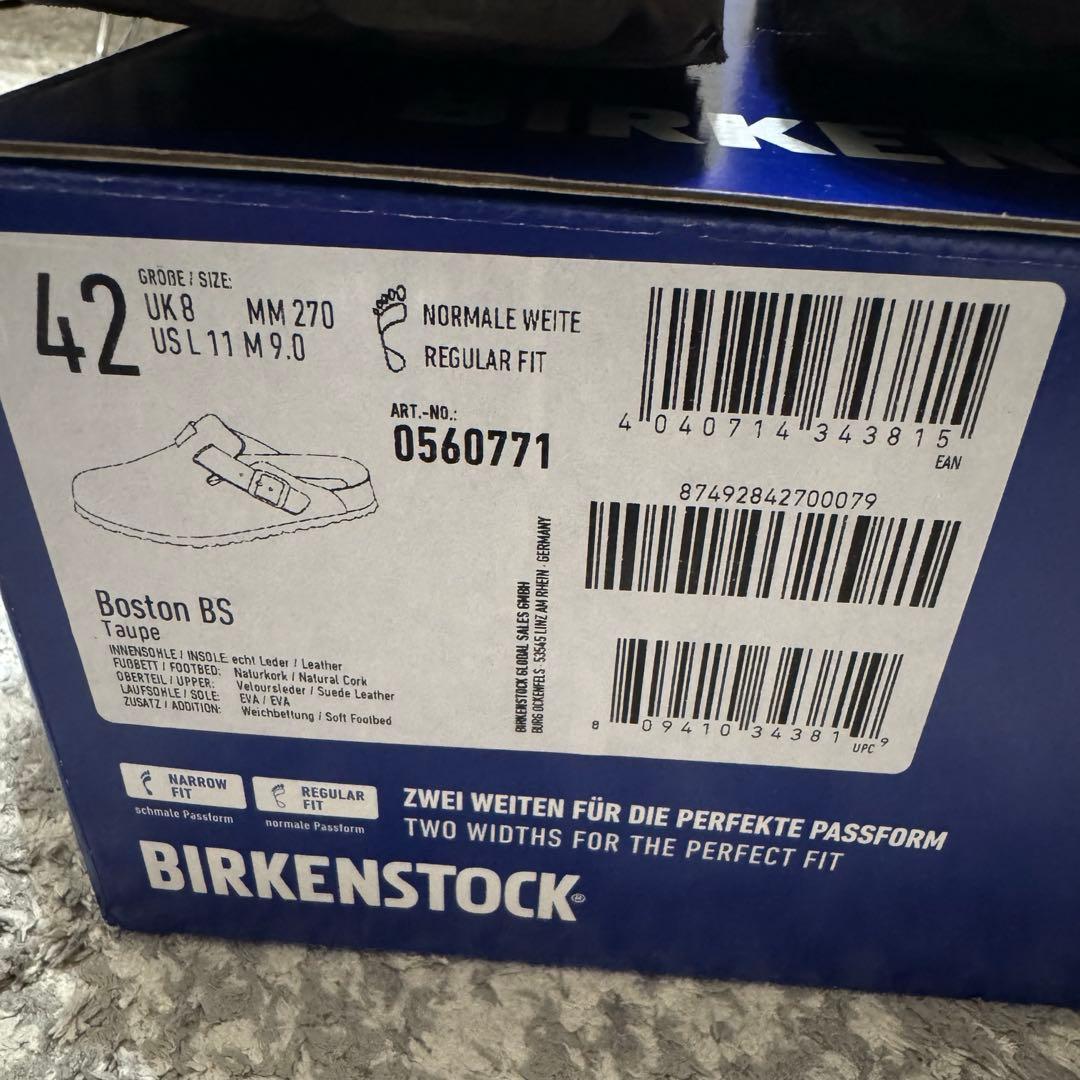 BIRKEN
42
GRÖBE / SIZE:
UK 8 MM 270
US L 11 M 9.0
NORMALE WEITE
REGULAR FIT
ART.-NO.:
0560771
4 040714 343815
EAN
87492842700079
Boston BS
Taupe
INNENSOHLE / INSOLE echt Leder / Leather
FUßBETT / FOOTBED: Naturkork / Natural Cork
OBERTEIL / UPPER: Veloursleder / Suede Leather
LAUFSOHLE / SOLE: EVA / EVA
ZUSATZ / ADDITION: Weichbettung / Soft Footbed
BIRKENSTOCK GLOBAL SALES GMBH
BURG OCKENFELS · 53545 LINZ AM RHEIN · GERMANY
8 09410 34381 9
UPC
NARROW FIT
schmale Passform
REGULAR FIT
normale Passform
ZWEI WEITEN FÜR DIE PERFEKTE PASSFORM
TWO WIDTHS FOR THE PERFECT FIT
BIRKENSTOCK®